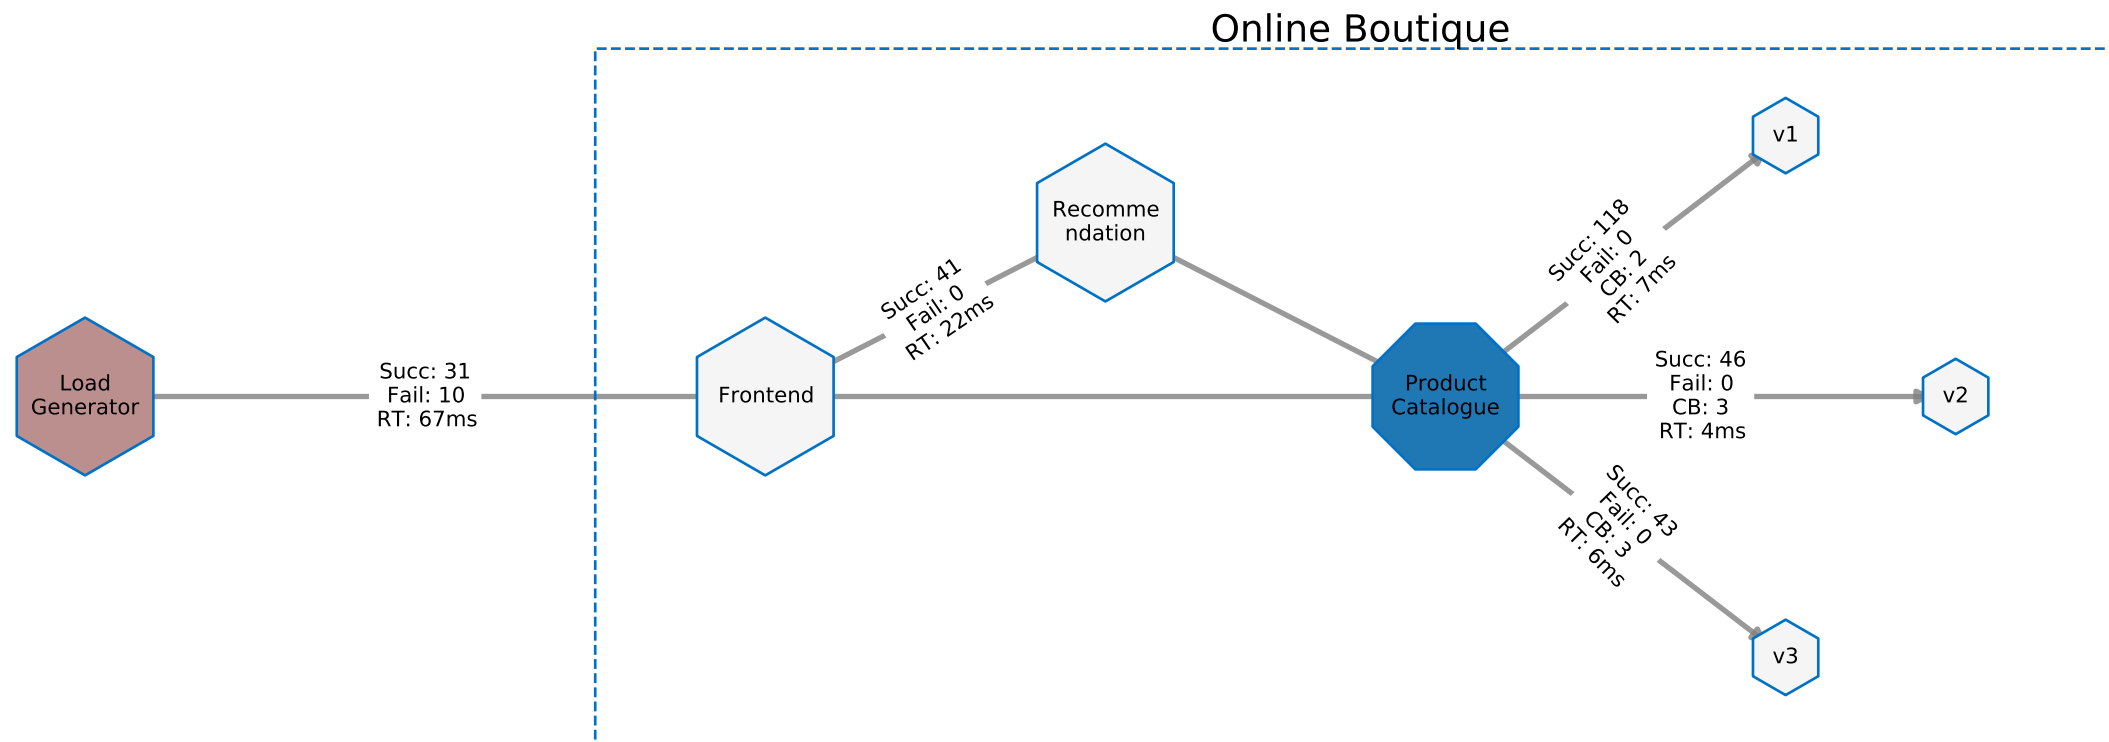 Online Boutique
Load
Generator
Succ: 31
Fail: 10
RT: 67ms
Frontend
Succ: 41
Fail: 0
RT: 22ms
Recomme
ndation
Product
Catalogue
Succ: 118
Fail: 0
CB: 2
RT: 7ms
v1
Succ: 46
Fail: 0
CB: 3
RT: 4ms
v2
Succ: 43
Fail: 0
CB: 3
RT: 6ms
v3